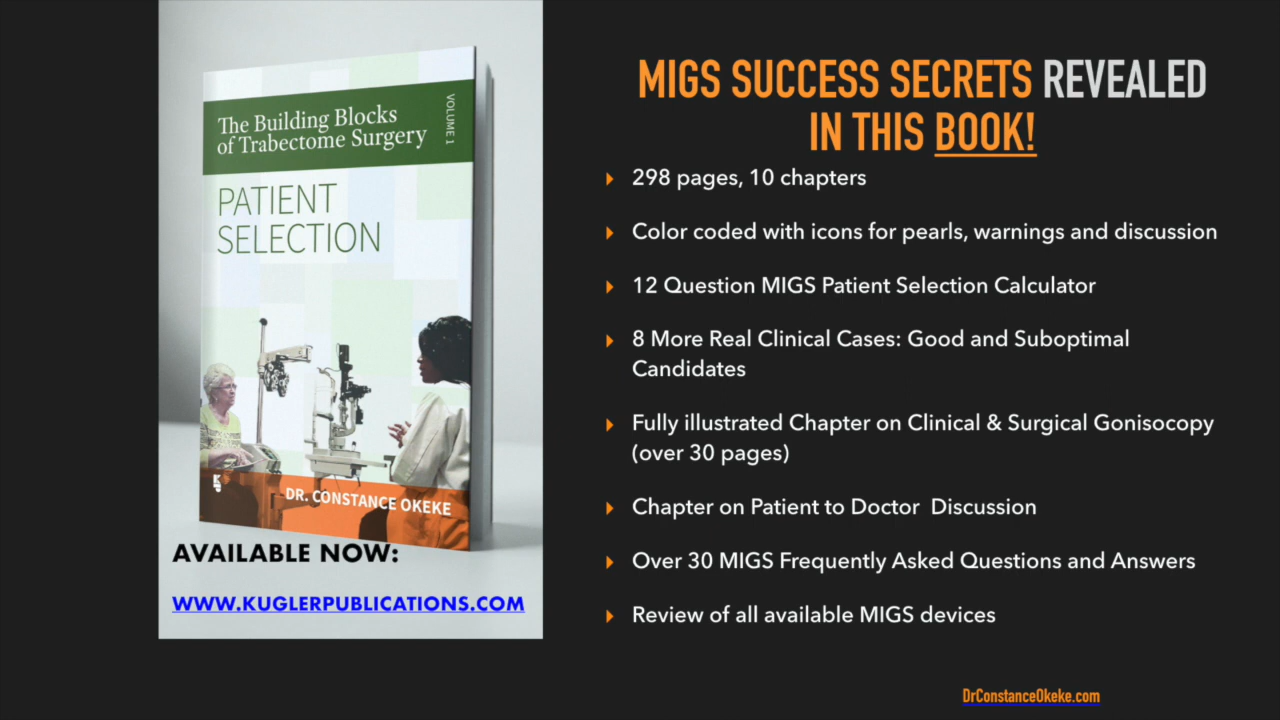 The Building Blocks
of Trabectome Surgery
VOLUME 1
PATIENT
SELECTION
DR. CONSTANCE OKEKE
AVAILABLE NOW:
WWW.KUGLERPUBLICATIONS.COM
MIGS SUCCESS SECRETS REVEALED
IN THIS BOOK!
298 pages, 10 chapters
Color coded with icons for pearls, warnings and discussion
12 Question MIGS Patient Selection Calculator
8 More Real Clinical Cases: Good and Suboptimal
Candidates
Fully illustrated Chapter on Clinical & Surgical Gonisocopy
(over 30 pages)
Chapter on Patient to Doctor Discussion
Over 30 MIGS Frequently Asked Questions and Answers
Review of all available MIGS devices
DrConstanceOkeke.com